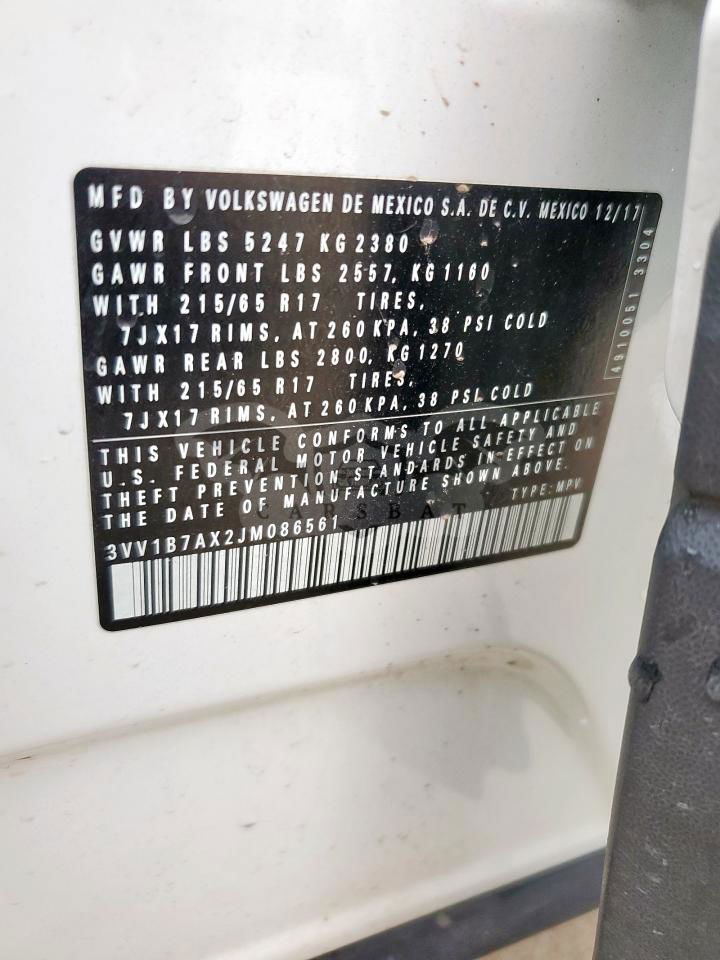 MFD BY VOLKSWAGEN DE MEXICO S.A. DE C.V. MEXICO 12/17
GVWR LBS 5247 KG 2380
GAWR FRONT LBS 2557, KG 1160
WITH 215/65 R17 TIRES,
7JX17 RIMS, AT 260 KPA, 38 PSI COLD
GAWR REAR LBS 2800, KG 1270
WITH 215/65 R17 TIRES,
7JX17 RIMS, AT 260 KPA, 38 PSI COLD
4910051 3304
THIS VEHICLE CONFORMS TO ALL APPLICABLE
U.S. FEDERAL MOTOR VEHICLE SAFETY AND
THEFT PREVENTION STANDARDS IN EFFECT ON
THE DATE OF MANUFACTURE SHOWN ABOVE.
3VV1B7AX2JM086561 TYPE: MPV
CARSBAT